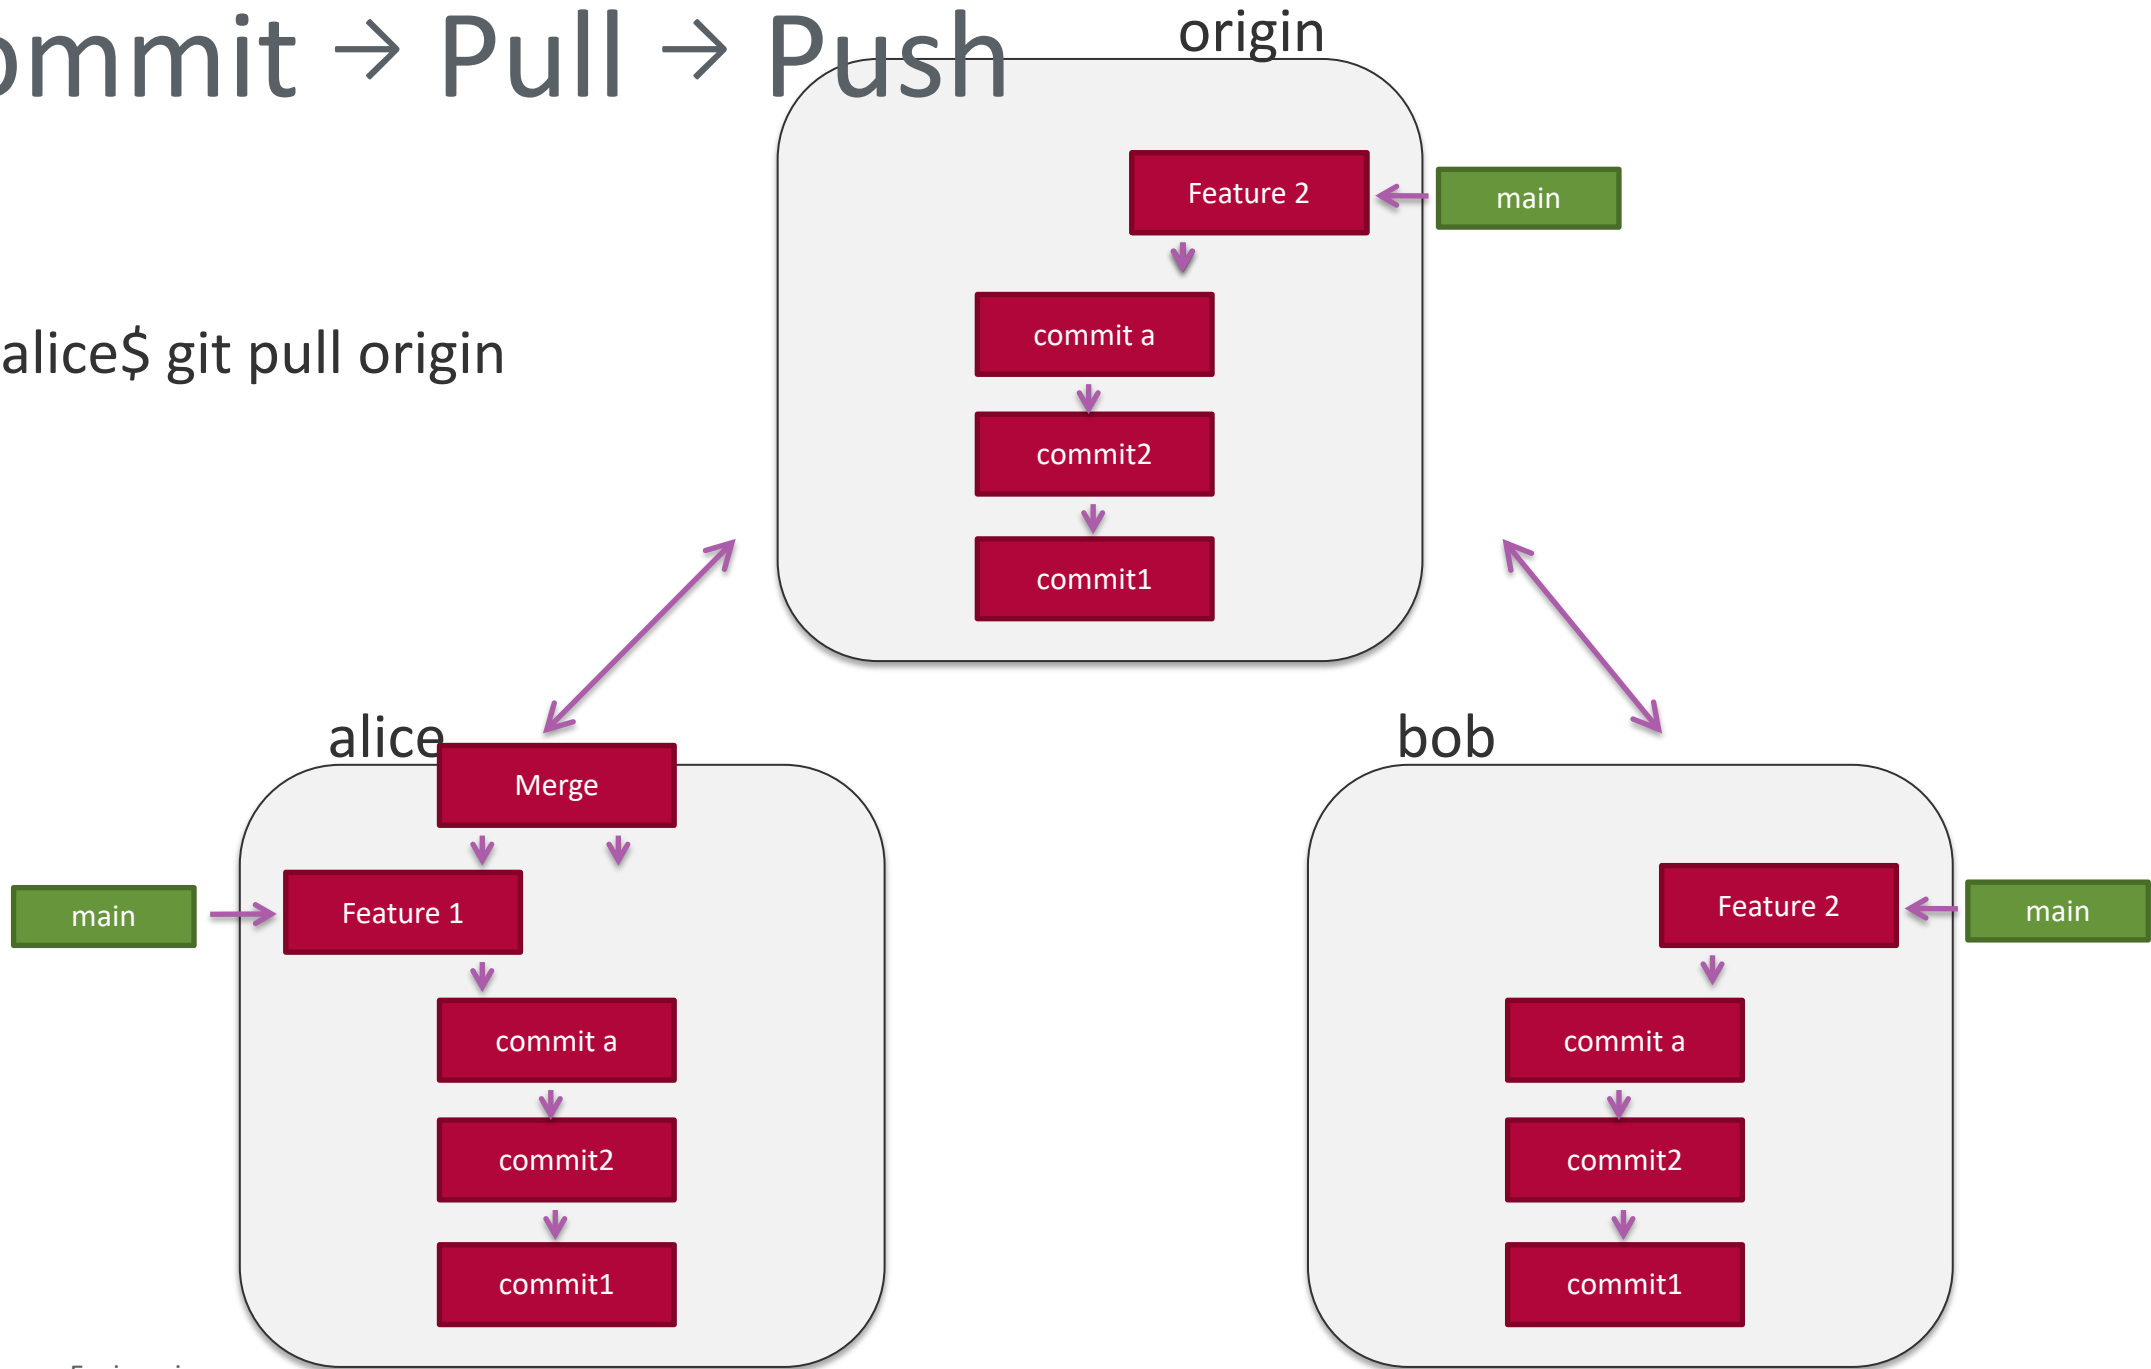 ommit → Pull → Push
origin
Feature 2
main
alice$ git pull origin
commit a
commit2
commit1
alice
bob
Merge
main
Feature 1
Feature 2
main
commit a
commit a
commit2
commit2
commit1
commit1